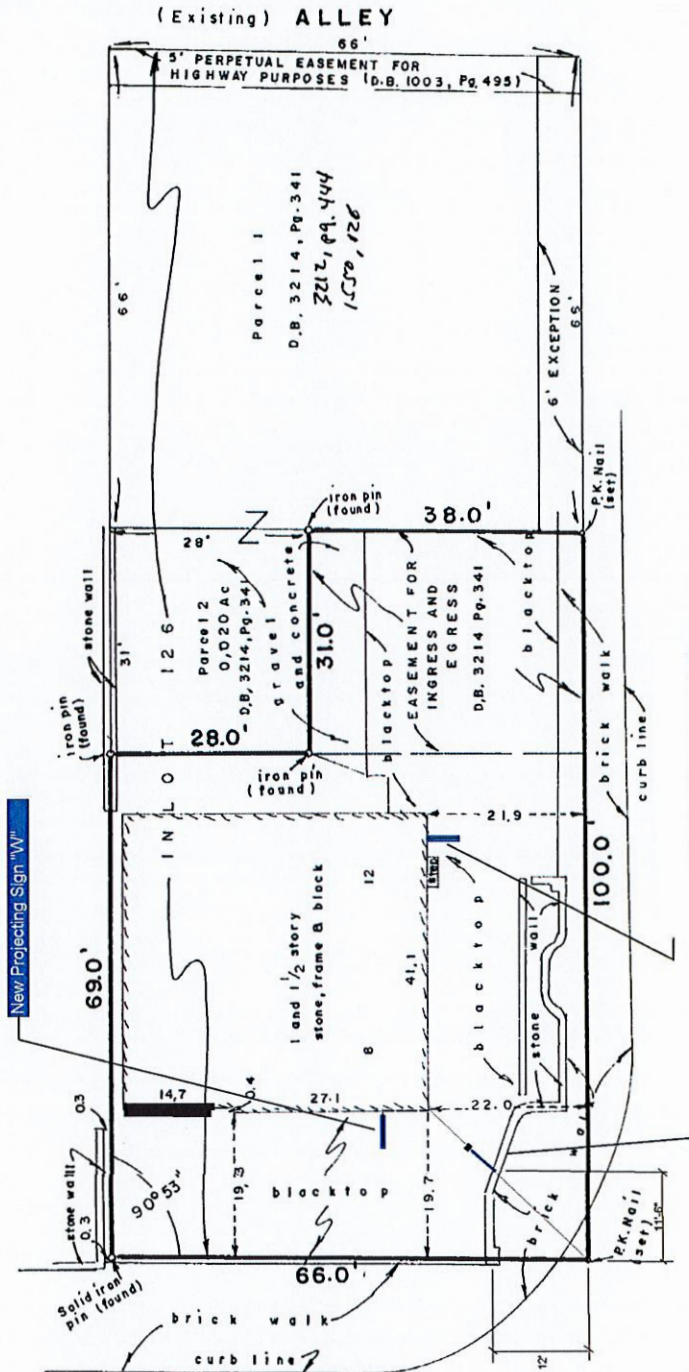 (Existing) ALLEY
66'
5' PERPETUAL EASEMENT FOR
HIGHWAY PURPOSES (D.B. 1003, Pg. 495)
66'
Parcel 1
D.B. 3214, Pg. 341
3212, pg. 444
1550, 126
6' EXCEPTION
65'
iron pin
(found)
38.0'
P.K. Nail
(set)
28'
stone wall
31'
Parcel 2
0,020 Ac
D.B. 3214, Pg. 341
gravel
and concrete
31.0'
blacktop
EASEMENT FOR
INGRESS AND
EGRESS
D.B. 3214 Pg. 341
blacktop
brick walk
curb line
iron pin
(found)
28.0'
iron pin
(found)
INLOT 126
blacktop
21.9
New Projecting Sign "W"
69.0'
1 and 1 1/2 story
stone, frame & block
12
8
41.1
step
blacktop
wall
stone
100.0
14.7
0.4
27.1
22.0
0.3
stone wall
0.3
90° 53"
19.3
blacktop
19.7
brick
11'-6"
Solid iron
pin (found)
66.0'
P.K. Nail
(set)
brick walk
curb line
12'